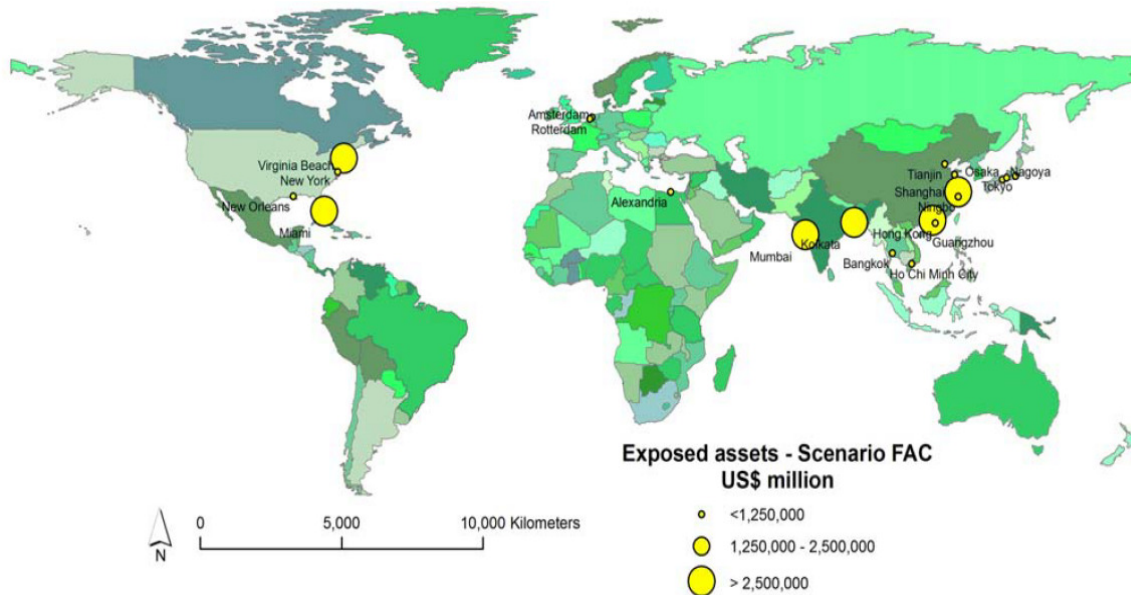 Amsterdam
Rotterdam
Virginia Beach
New York
New Orleans
Miami
Alexandria
Mumbai
Kolkata
Tianjin
Osaka
Nagoya
Tokyo
Shanghai
Ningbo
Hong Kong
Guangzhou
Bangkok
Ho Chi Minh City
Exposed assets - Scenario FAC
US$ million
<1,250,000
1,250,000 - 2,500,000
> 2,500,000
0 5,000 10,000 Kilometers
N